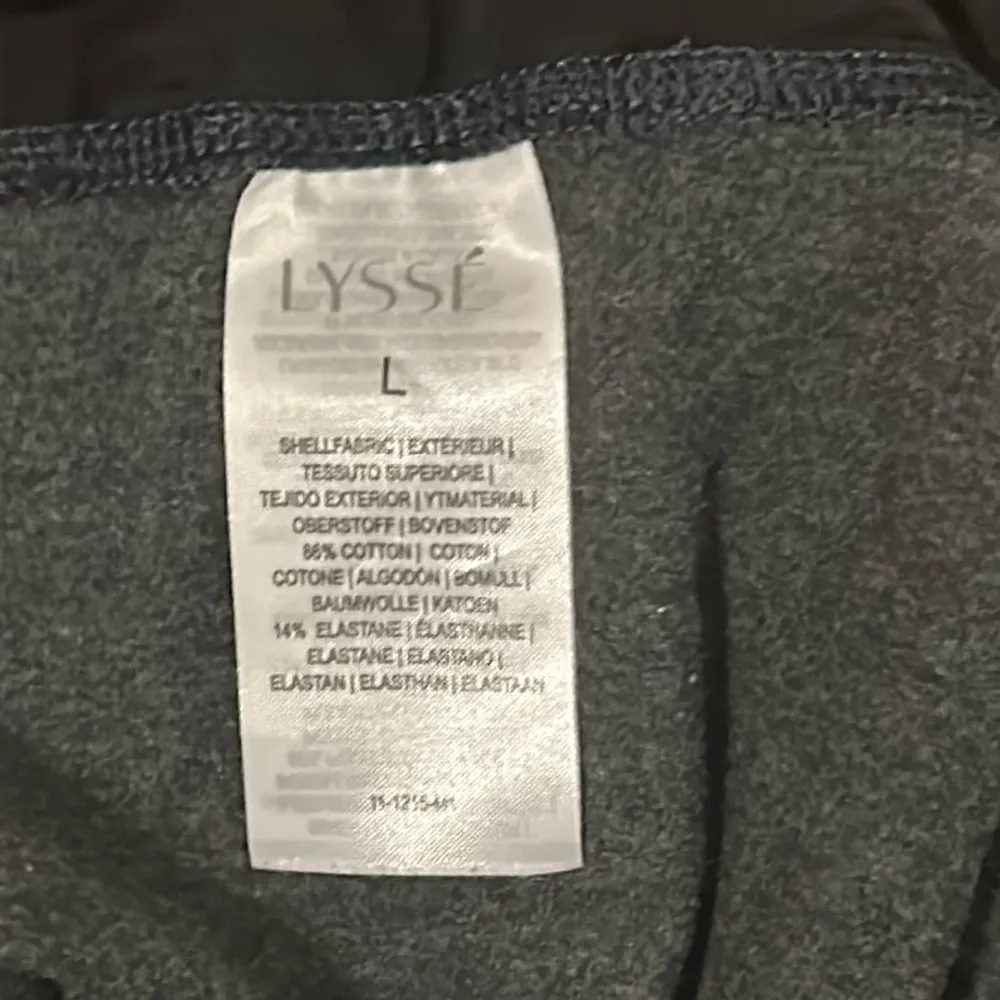 LYSSÉ
L
SHELLFABRIC | EXTÉRIEUR |
TESSUTO SUPERIORE |
TEJIDO EXTERIOR | YTMATERIAL |
OBERSTOFF | BOVENSTOF
86% COTTON | COTON |
COTONE | ALGODÓN | BOMULL |
BAUMWOLLE | KATOEN
14% ELASTANE | ÉLASTHANNE |
ELASTANE | ELASTANO |
ELASTAN | ELASTHAN | ELASTAAN